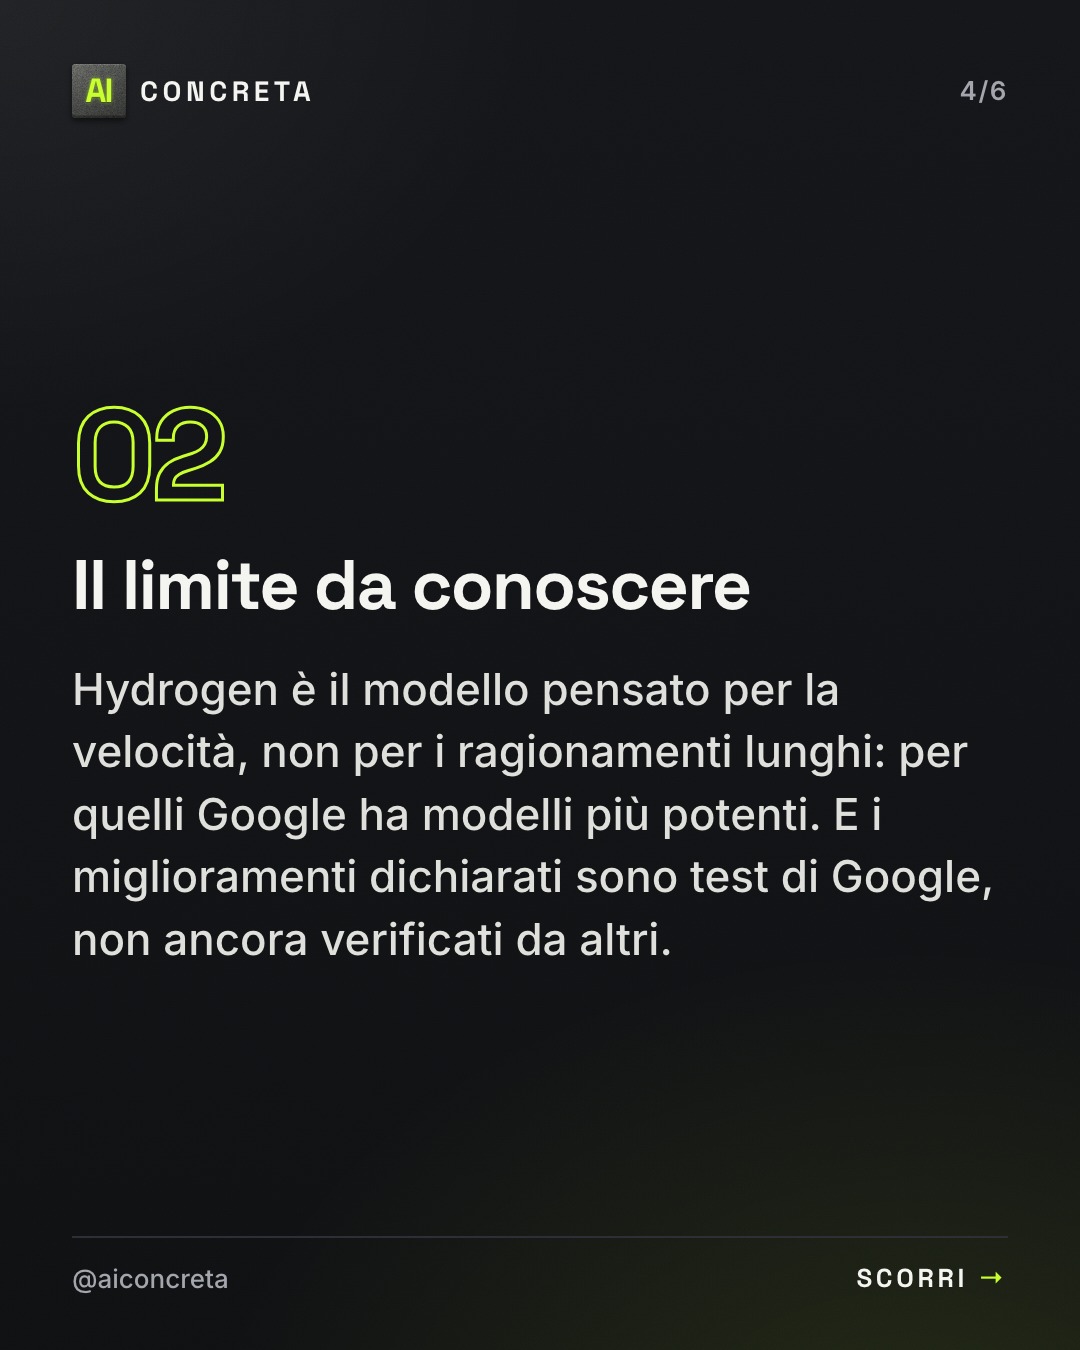 AI CONCRETA
4/6
02
Il limite da conoscere
Hydrogen è il modello pensato per la
velocità, non per i ragionamenti lunghi: per
quelli Google ha modelli più potenti. E i
miglioramenti dichiarati sono test di Google,
non ancora verificati da altri.
@aiconcreta
SCORRI →